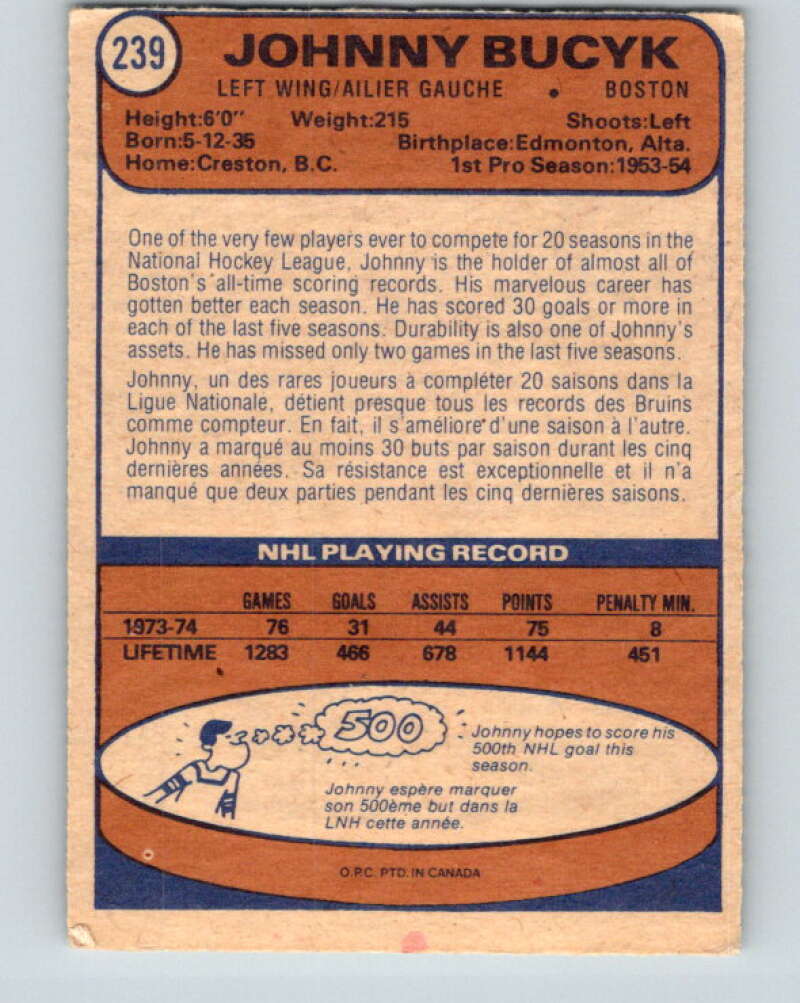 239
JOHNNY BUCYK
LEFT WING/AILIER GAUCHE • BOSTON
Height:6'0" Weight:215 Shoots:Left
Born:5-12-35 Birthplace:Edmonton, Alta.
Home:Creston, B.C. 1st Pro Season:1953-54
One of the very few players ever to compete for 20 seasons in the
National Hockey League, Johnny is the holder of almost all of
Boston's all-time scoring records. His marvelous career has
gotten better each season. He has scored 30 goals or more in
each of the last five seasons. Durability is also one of Johnny's
assets. He has missed only two games in the last five seasons.
Johnny, un des rares joueurs à compléter 20 saisons dans la
Ligue Nationale, détient presque tous les records des Bruins
comme compteur. En fait, il s'améliore d'une saison à l'autre.
Johnny a marqué au moins 30 buts par saison durant les cinq
dernières années. Sa résistance est exceptionnelle et il n'a
manqué que deux parties pendant les cinq dernières saisons.
NHL PLAYING RECORD
GAMES GOALS ASSISTS POINTS PENALTY MIN.
1973-74 76 31 44 75 8
LIFETIME 1283 466 678 1144 451
500
Johnny hopes to score his
500th NHL goal this
season.
Johnny espère marquer
son 500ème but dans la
LNH cette année.
O.P.C. PTD. IN CANADA